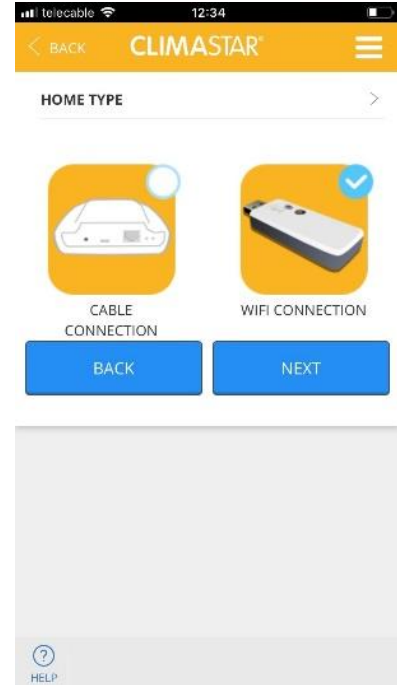 telecable 12:34
BACK CLIMASTAR®
HOME TYPE
CABLE
CONNECTION
WIFI CONNECTION
BACK NEXT
?
HELP